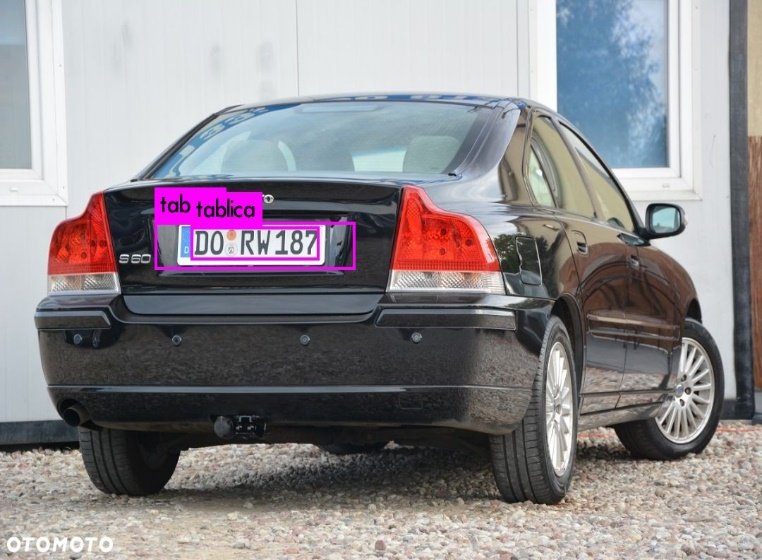 tab tablica
S60
D DO RW187
OTOMOTO